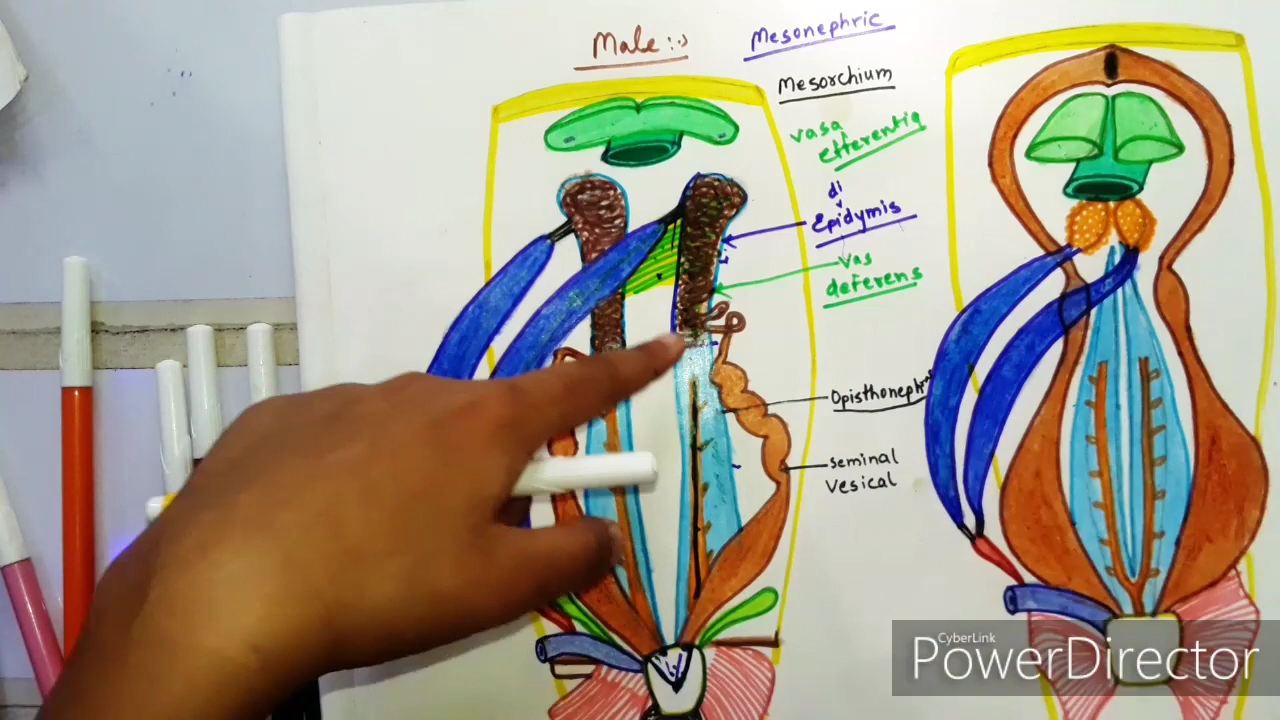 Male:-
Mesonephric
Mesorchium
vasa
efferentia
di
Epidymis
Vas
deferens
Opisthoneph
seminal
Vesical
CyberLink
PowerDirector